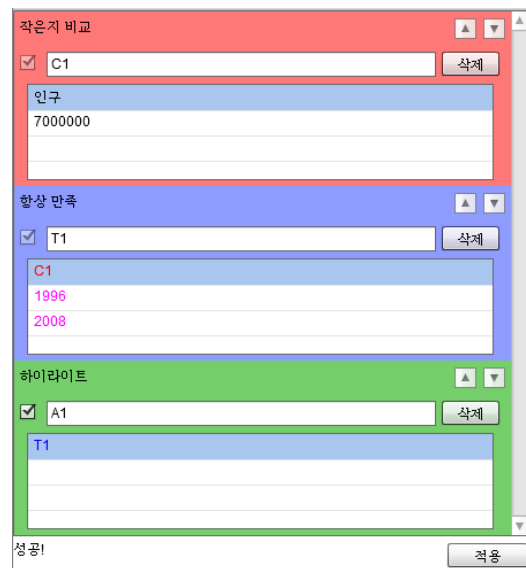 작은지 비교
C1 삭제
인구
7000000
항상 만족
T1 삭제
C1
1996
2008
하이라이트
A1 삭제
T1
성공! 적용